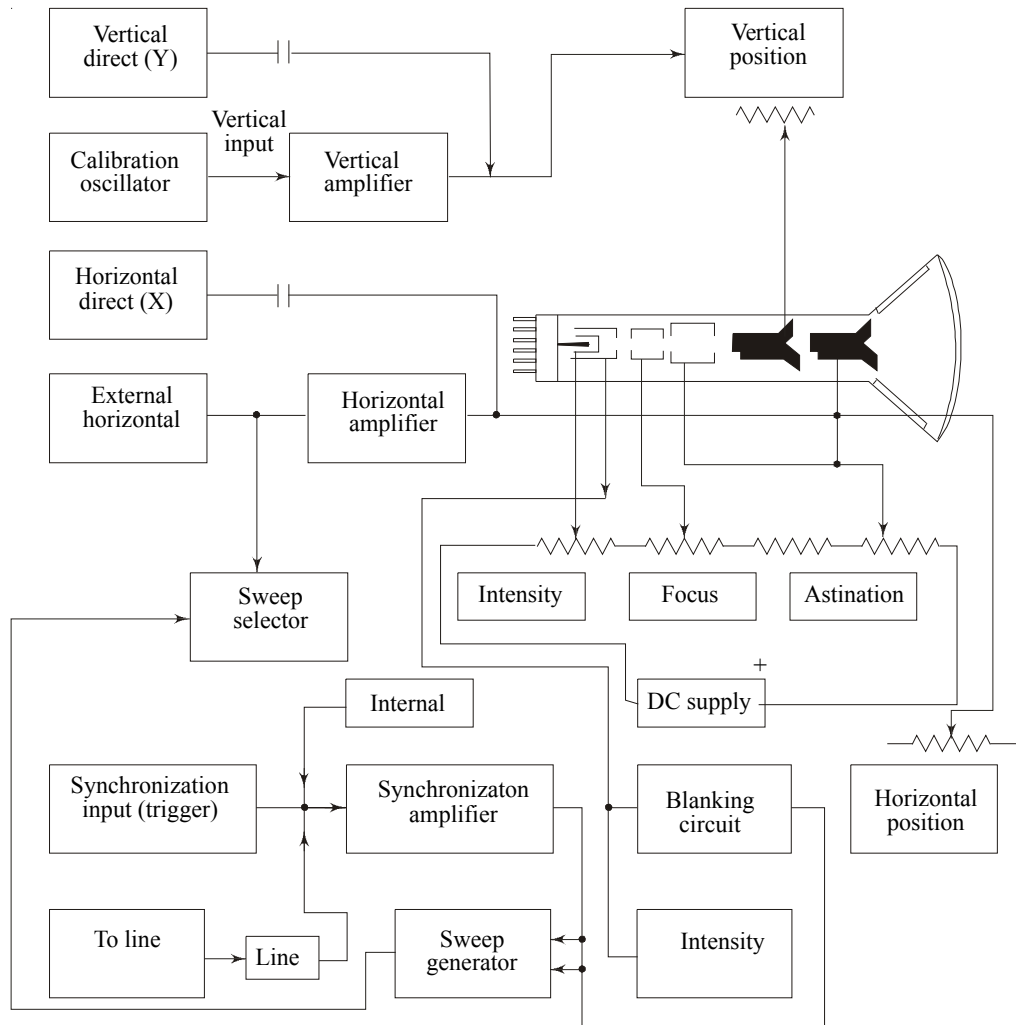 Vertical
direct (Y)
Vertical
position
Vertical
input
Calibration
oscillator
Vertical
amplifier
Horizontal
direct (X)
External
horizontal
Horizontal
amplifier
Sweep
selector
Intensity
Focus
Astination
+
DC supply
Internal
Synchronization
input (trigger)
Synchronizaton
amplifier
Blanking
circuit
Horizontal
position
To line
Line
Sweep
generator
Intensity